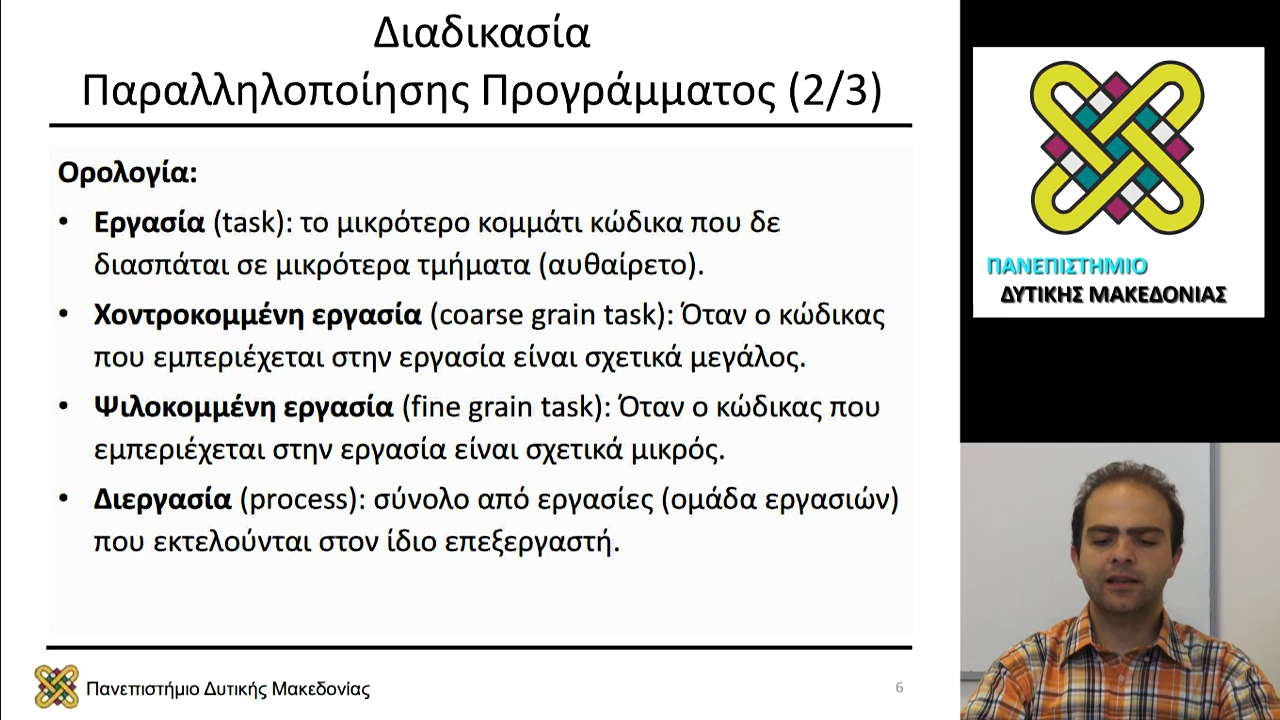 Διαδικασία
Παραλληλοποίησης Προγράμματος (2/3)
Ορολογία:
• Εργασία (task): το μικρότερο κομμάτι κώδικα που δε
διασπάται σε μικρότερα τμήματα (αυθαίρετο).
• Χοντροκομμένη εργασία (coarse grain task): Όταν ο κώδικας
που εμπεριέχεται στην εργασία είναι σχετικά μεγάλος.
• Ψιλοκομμένη εργασία (fine grain task): Όταν ο κώδικας που
εμπεριέχεται στην εργασία είναι σχετικά μικρός.
• Διεργασία (process): σύνολο από εργασίες (ομάδα εργασιών)
που εκτελούνται στον ίδιο επεξεργαστή.
Πανεπιστήμιο Δυτικής Μακεδονίας
6
ΠΑΝΕΠΙΣΤΗΜΙΟ
ΔΥΤΙΚΗΣ ΜΑΚΕΔΟΝΙΑΣ